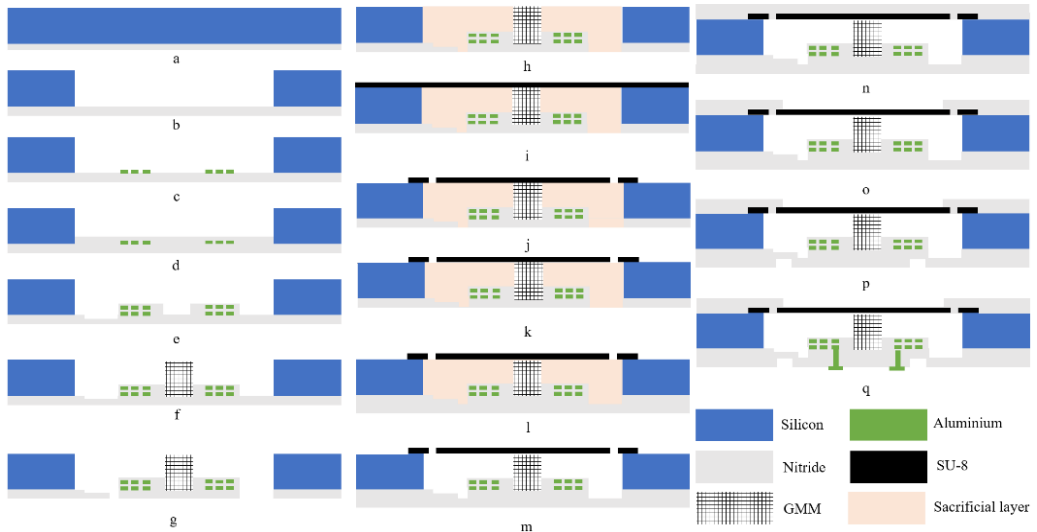 a
b
c
d
e
f
g
h
i
j
k
l
m
n
o
p
q
Silicon
Aluminium
Nitride
SU-8
GMM
Sacrificial layer